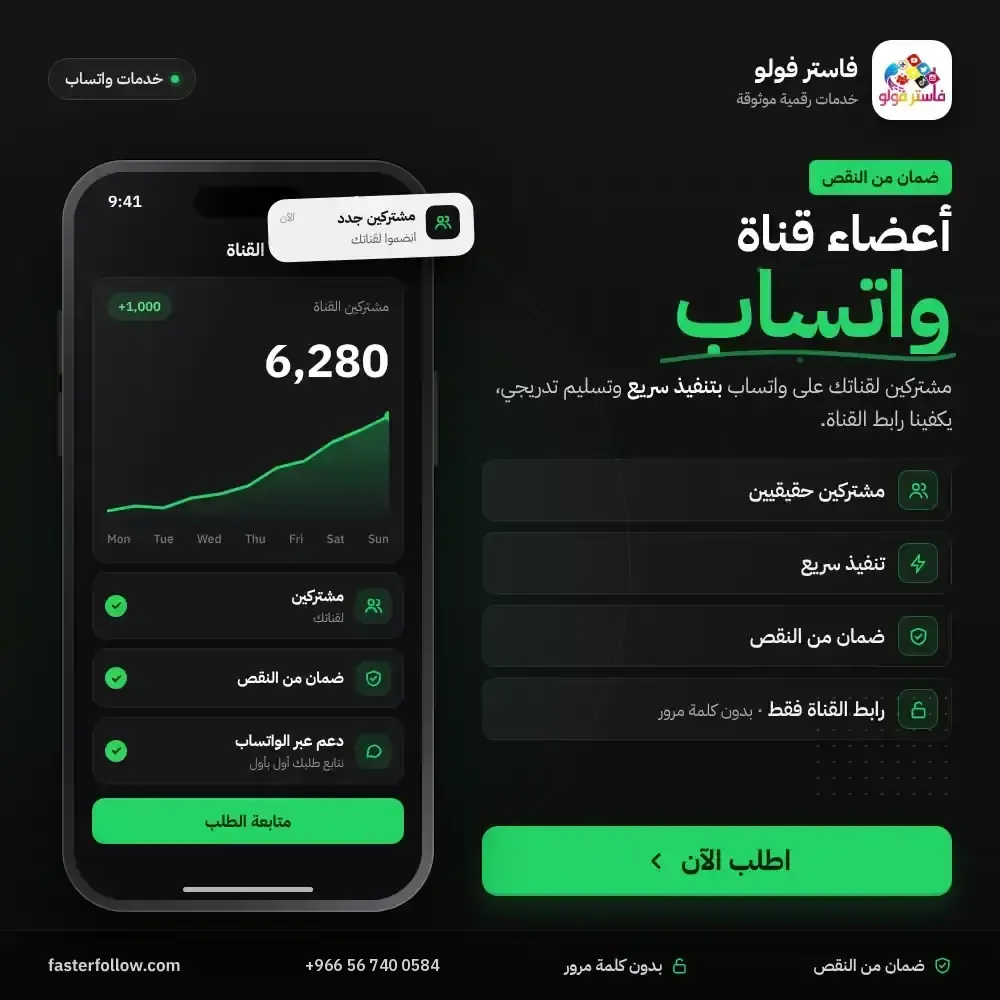 فاستر فولو
فاستر فولو
خدمات رقمية موثوقة
خدمات واتساب
ضمان من النقص
أعضاء قناة
واتساب
مشتركين لقناتك على واتساب بتنفيذ سريع وتسليم تدريجي،
يكفينا رابط القناة.
مشتركين حقيقيين
تنفيذ سريع
ضمان من النقص
رابط القناة فقط · بدون كلمة مرور
اطلب الآن
9:41
مشتركين جدد
الآن
انضموا لقناتك
القناة
مشتركين القناة
+1,000
6,280
Mon Tue Wed Thu Fri Sat Sun
مشتركين
لقناتك
ضمان من النقص
دعم عبر الواتساب
نتابع طلبك أول بأول
متابعة الطلب
ضمان من النقص
بدون كلمة مرور
+966 56 740 0584
fasterfollow.com